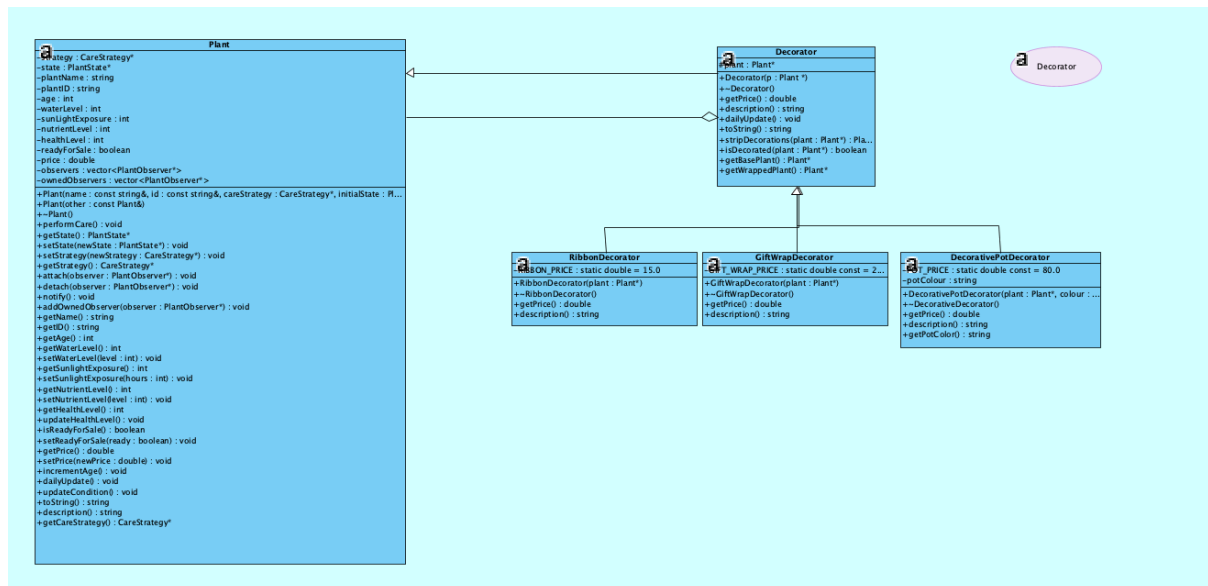 Plant
-strategy : CareStrategy*
-state : PlantState*
-plantName : string
-plantID : string
-age : int
-waterLevel : int
-sunLightExposure : int
-nutrientLevel : int
-healthLevel : int
-readyForSale : boolean
-price : double
-observers : vector<PlantObserver*>
-ownedObservers : vector<PlantObserver*>
+Plant(name : const string&, id : const string&, careStrategy : CareStrategy*, initialState : Pl...
+Plant(other : const Plant&)
+~Plant()
+performCare() : void
+getState() : PlantState*
+setState(newState : PlantState*) : void
+setStrategy(newStrategy : CareStrategy*) : void
+getStrategy() : CareStrategy*
+attach(observer : PlantObserver*) : void
+detach(observer : PlantObserver*) : void
+notify() : void
+addOwnedObserver(observer : PlantObserver*) : void
+getName() : string
+getID() : string
+getAge() : int
+getWaterLevel() : int
+setWaterLevel(level : int) : void
+getSunlightExposure() : int
+setSunlightExposure(hours : int) : void
+getNutrientLevel() : int
+setNutrientLevel(level : int) : void
+getHealthLevel() : int
+updateHealthLevel() : void
+isReadyForSale() : boolean
+setReadyForSale(ready : boolean) : void
+getPrice() : double
+setPrice(newPrice : double) : void
+incrementAge() : void
+dailyUpdate() : void
+updateCondition() : void
+toString() : string
+description() : string
+getCareStrategy() : CareStrategy*
a
Decorator
#plant : Plant*
+Decorator(p : Plant *)
+~Decorator()
+getPrice() : double
+description() : string
+dailyUpdate() : void
+toString() : string
+stripDecorations(plant : Plant*) : Pla...
+isDecorated(plant : Plant*) : boolean
+getBasePlant() : Plant*
+getWrappedPlant() : Plant*
a
Decorator
a
RibbonDecorator
-RIBBON_PRICE : static double = 15.0
+RibbonDecorator(plant : Plant*)
+~RibbonDecorator()
+getPrice() : double
+description() : string
a
GiftWrapDecorator
-GIFT_WRAP_PRICE : static double const = 2...
+GiftWrapDecorator(plant : Plant*)
+~GiftWrapDecorator()
+getPrice() : double
+description() : string
a
DecorativePotDecorator
-POT_PRICE : static double const = 80.0
-potColour : string
+DecorativePotDecorator(plant : Plant*, colour : ...
+~DecorativeDecorator()
+getPrice() : double
+description() : string
+getPotColor() : string
a